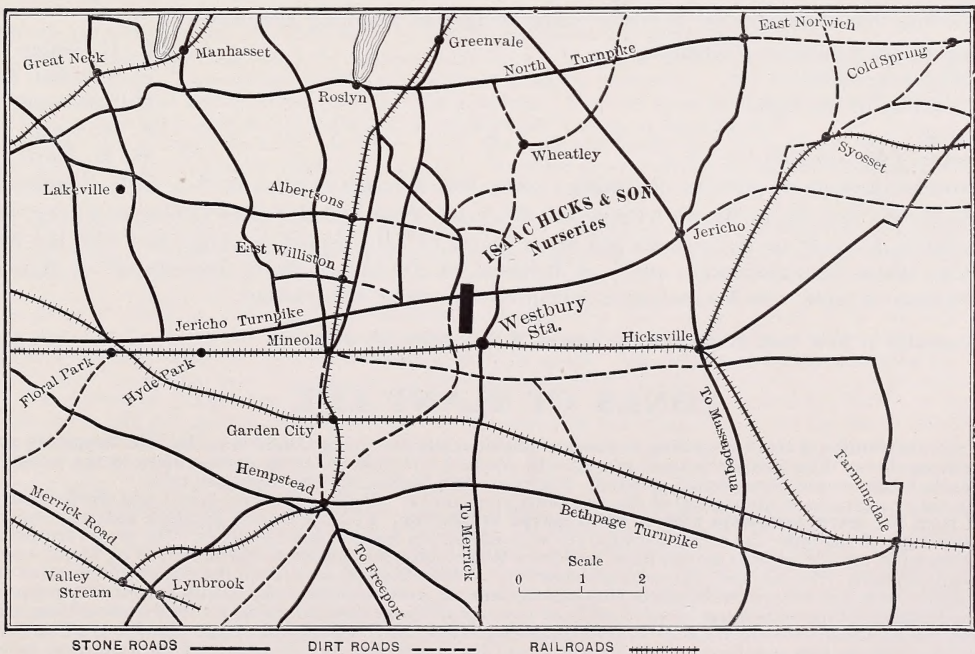 East Norwich
Great Neck
Manhasset
Greenvale
North Turnpike
Cold Spring
Roslyn
Wheatley
Syosset
Lakeville
Albertsons
ISAAC HICKS & SON
Nurseries
Jericho
East Williston
Jericho Turnpike
Westbury
Sta.
Mineola
Hicksville
Floral Park
Hyde Park
To Massapequa
Garden City
Farmingdale
Hempstead
Merrick Road
To Merrick
Bethpage Turnpike
Scale
0 1 2
Valley
Stream
Lynbrook
To Freeport
STONE ROADS DIRT ROADS RAILROADS